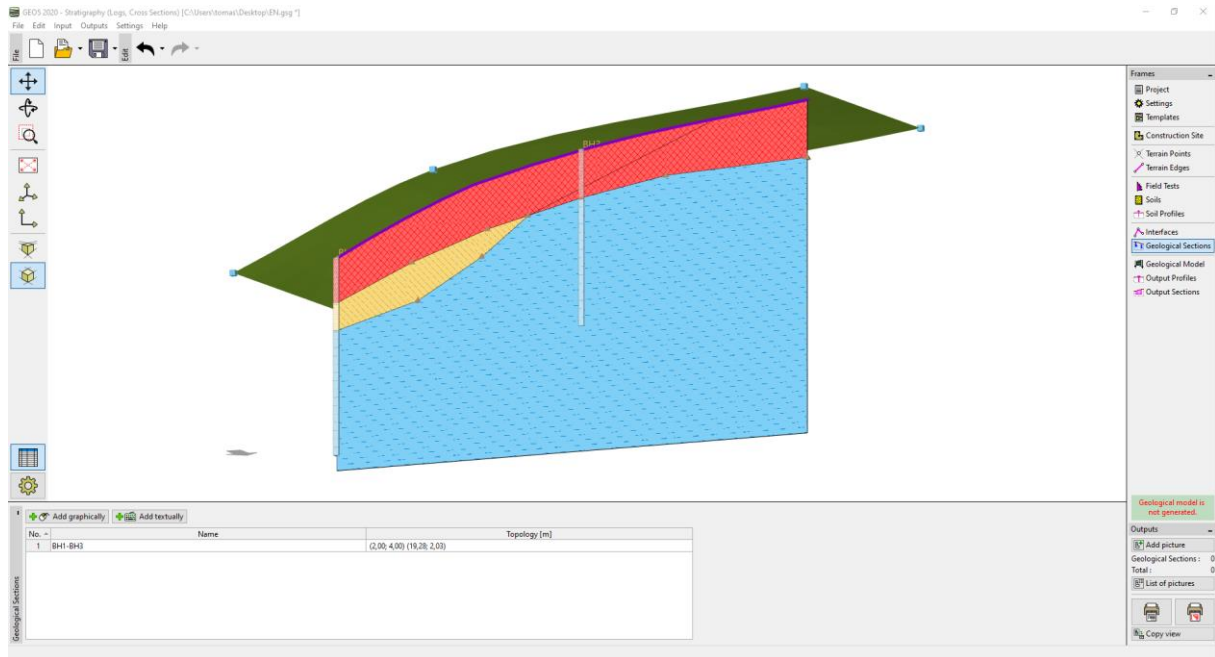 GEO5 2020 - Stratigraphy (Logs, Cross Sections) [C:\Users\tomas\Desktop\EN.gsg *]
File Edit Input Outputs Settings Help
File
Edit
BH3
Frames
Project
Settings
Templates
Construction Site
Terrain Points
Terrain Edges
Field Tests
Soils
Soil Profiles
Interfaces
Geological Sections
Geological Model
Output Profiles
Output Sections
Geological model is
not generated.
Outputs
Add picture
Geological Sections : 0
Total : 0
List of pictures
Copy view
Geological Sections
Add graphically Add textually
No. Name Topology [m]
1 BH1-BH3 (2,00; 4,00) (19,28; 2,03)